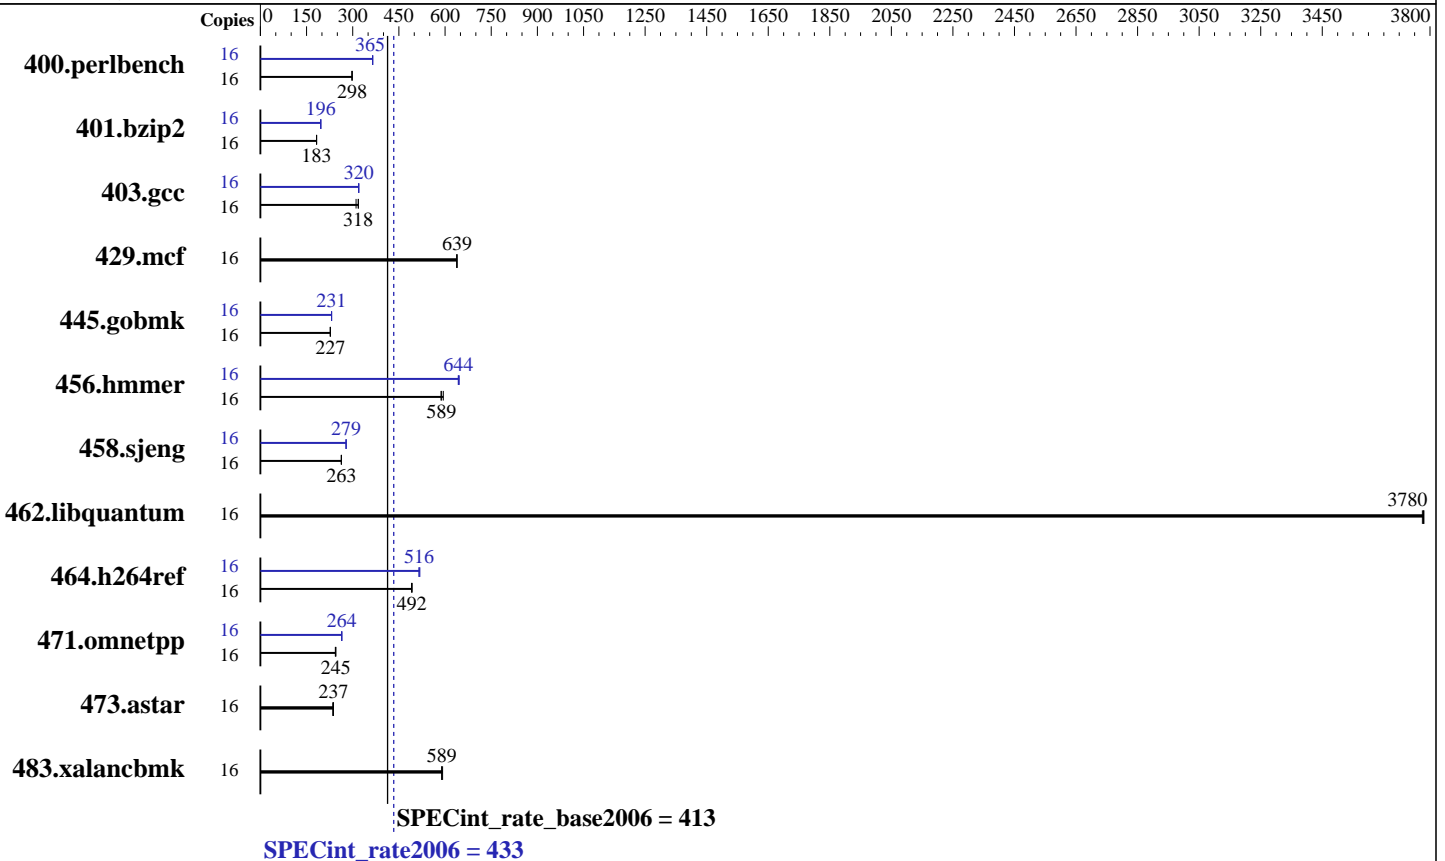 Copies 0 150 300 450 600 750 900 1050 1250 1450 1650 1850 2050 2250 2450 2650 2850 3050 3250 3450 3800
400.perlbench 16 365
16 298
401.bzip2 16 196
16 183
403.gcc 16 320
16 318
429.mcf 16 639
445.gobmk 16 231
16 227
456.hmmer 16 644
16 589
458.sjeng 16 279
16 263
462.libquantum 16 3780
464.h264ref 16 516
16 492
471.omnetpp 16 264
16 245
473.astar 16 237
483.xalancbmk 16 589
SPECint_rate_base2006 = 413
SPECint_rate2006 = 433